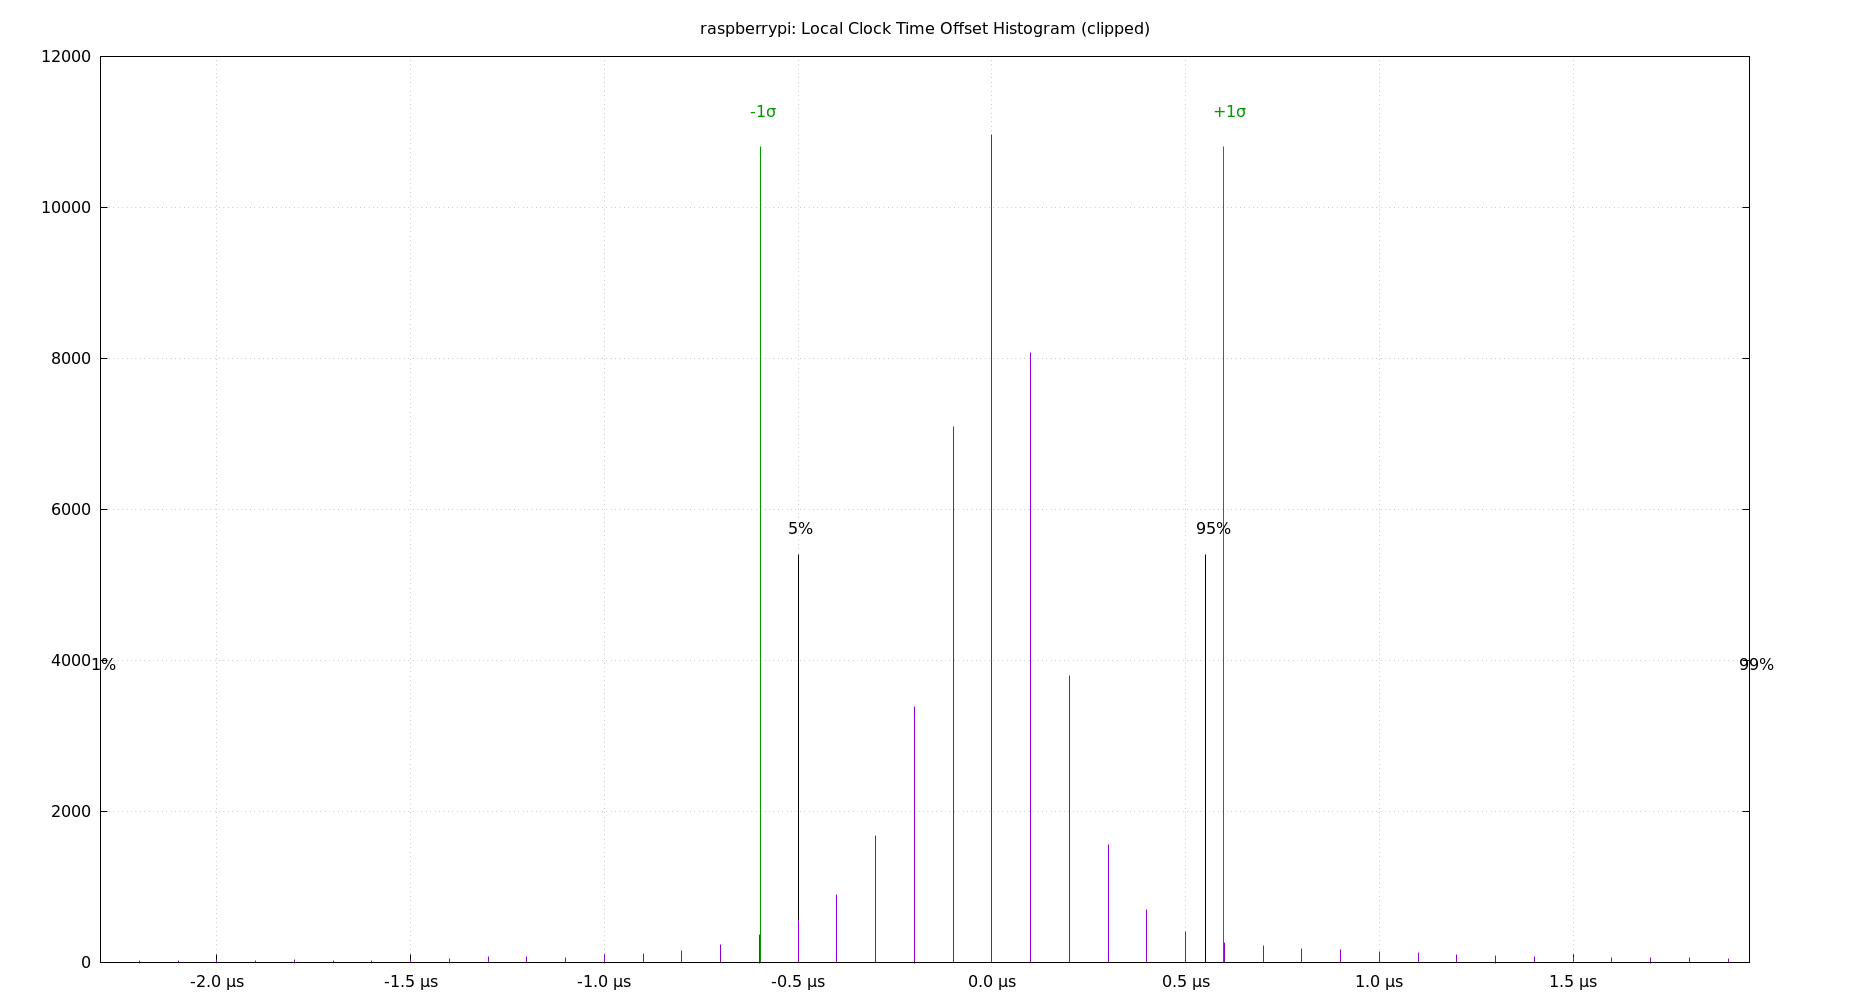 raspberrypi: Local Clock Time Offset Histogram (clipped)
12000
-1σ +1σ
10000
8000
6000
5% 95%
4000 1% 99%
2000
0
-2.0 µs -1.5 µs -1.0 µs -0.5 µs 0.0 µs 0.5 µs 1.0 µs 1.5 µs